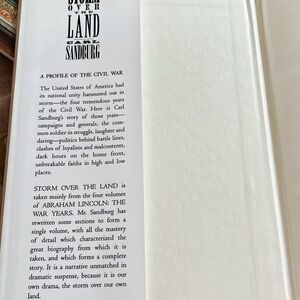 STORM
OVER
THE
LAND
CARL
SANDBURG
A PROFILE OF THE CIVIL WAR
The United States of America had
its national unity hammered out in
storm—the four tremendous years
of the Civil War. Here is Carl
Sandburg's story of those years—
campaigns and generals, the com-
mon soldier in struggle, laughter and
daring—politics behind battle lines,
clashes of loyalists and malcontents,
dark hours on the home front,
unbreakable faiths in high and low
places.
STORM OVER THE LAND is
taken mainly from the four volumes
of ABRAHAM LINCOLN: THE
WAR YEARS. Mr. Sandburg has
rewritten some sections to form a
single volume, with all the mastery
of detail which characterized the
great biography from which it is
taken, and which forms a complete
story. It is a narrative unmatched in
dramatic suspense, because it is our
own drama, the storm over our own
land.